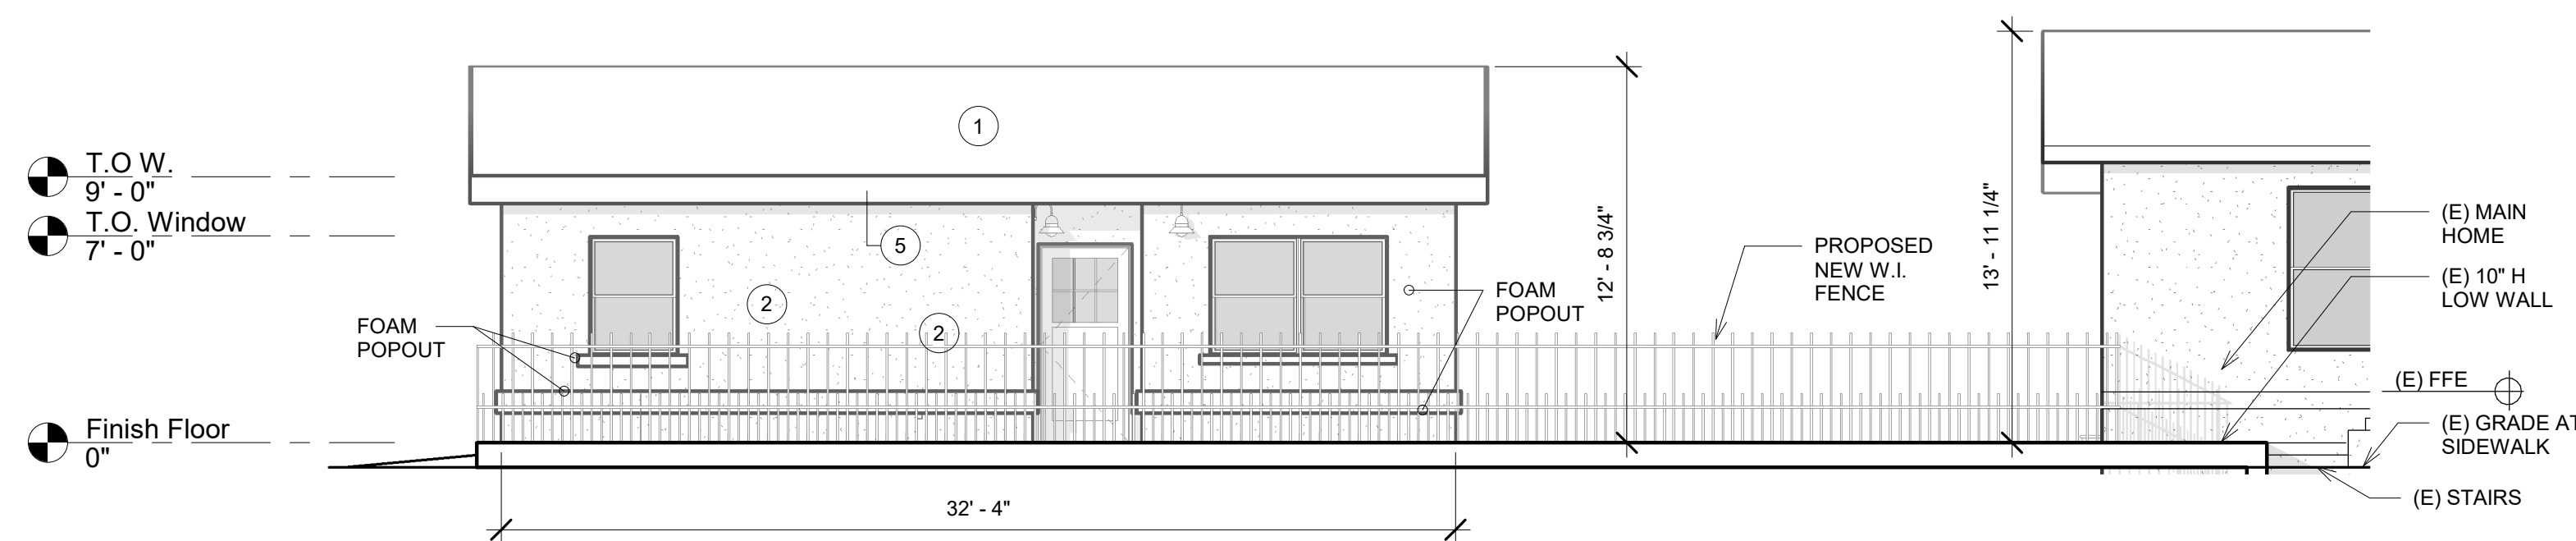 T.O W.
9' - 0"
T.O. Window
7' - 0"
Finish Floor
0"
FOAM
POPOUT
1
5
2
2
32' - 4"
FOAM
POPOUT
12' - 8 3/4"
PROPOSED
NEW W.I.
FENCE
13' - 11 1/4"
(E) MAIN
HOME
(E) 10" H
LOW WALL
(E) FFE
(E) GRADE AT
SIDEWALK
(E) STAIRS